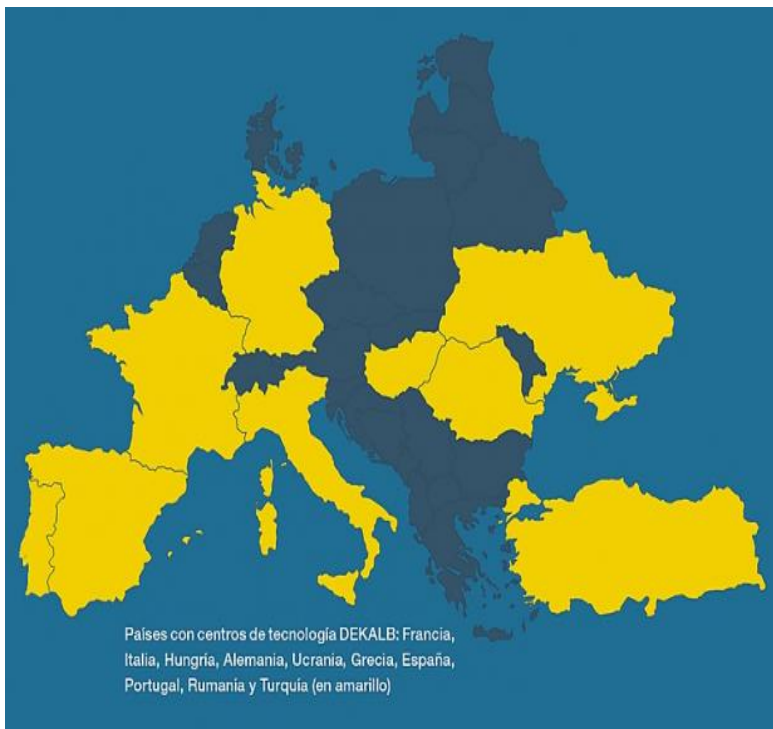 Países con centros de tecnología DEKALB: Francia,
Italia, Hungría, Alemania, Ucrania, Grecia, España,
Portugal, Rumanía y Turquía (en amarillo)